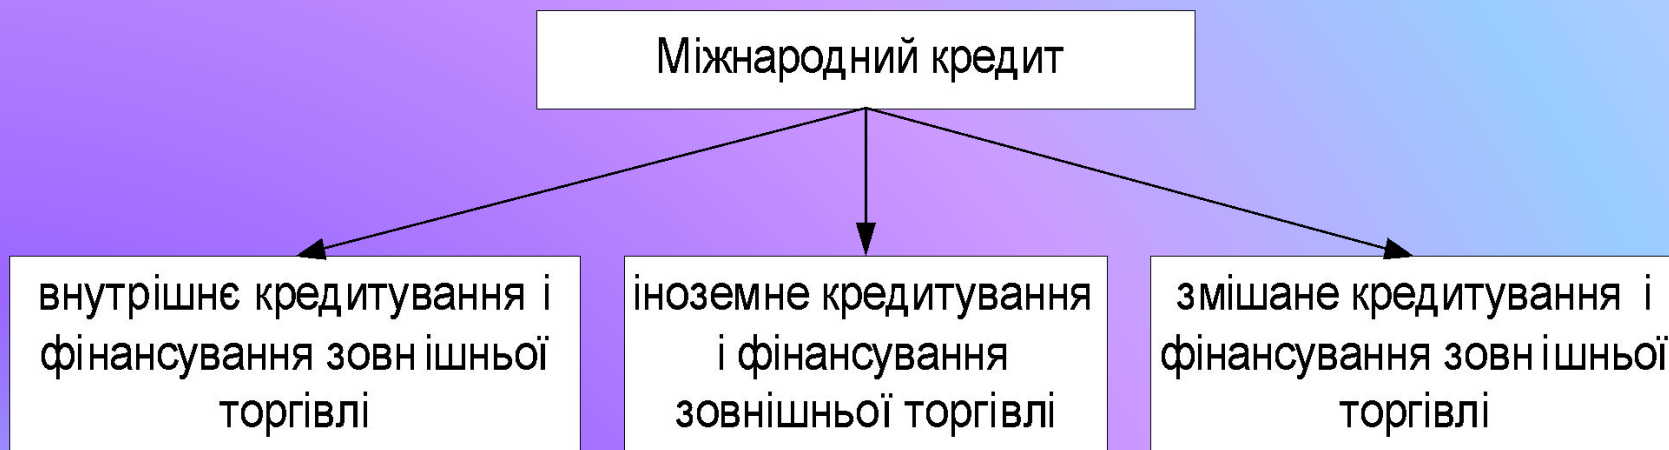 Міжнародний кредит
внутрішнє кредитування і
фінансування зовнішньої
торгівлі
іноземне кредитування
і фінансування
зовнішньої торгівлі
змішане кредитування і
фінансування зовнішньої
торгівлі